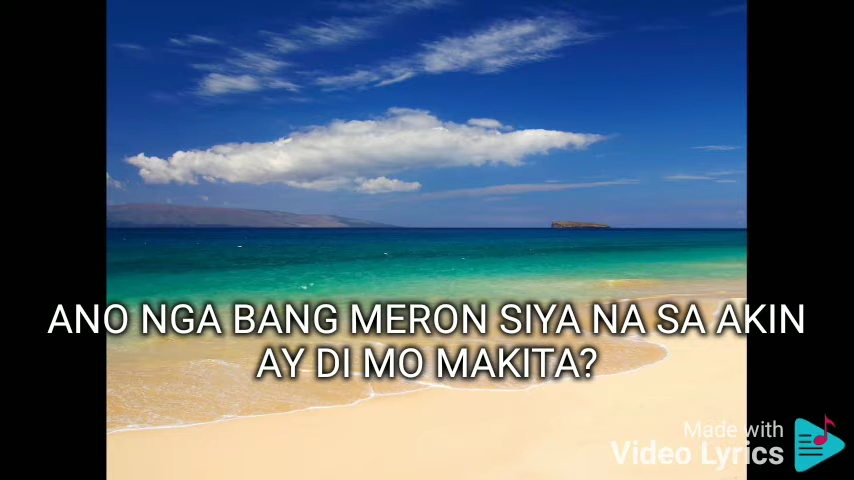 ANO NGA BANG MERON SIYA NA SA AKIN
AY DI MO MAKITA?
Made with
Video Lyrics